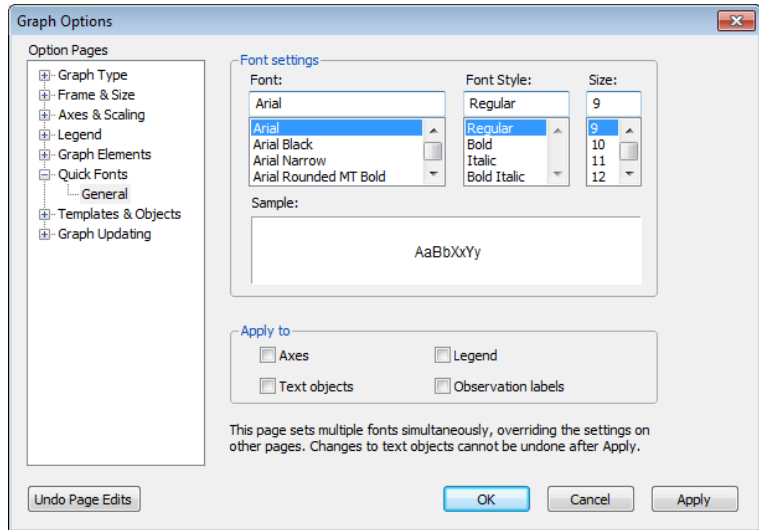 Graph Options
Option Pages
Graph Type
Frame & Size
Axes & Scaling
Legend
Graph Elements
Quick Fonts
General
Templates & Objects
Graph Updating
Font settings
Font:
Arial
Arial
Arial Black
Arial Narrow
Arial Rounded MT Bold
Font Style:
Regular
Regular
Bold
Italic
Bold Italic
Size:
9
9
10
11
12
Sample:
AaBbXxYy
Apply to
Axes
Legend
Text objects
Observation labels
This page sets multiple fonts simultaneously, overriding the settings on
other pages. Changes to text objects cannot be undone after Apply.
Undo Page Edits
OK
Cancel
Apply